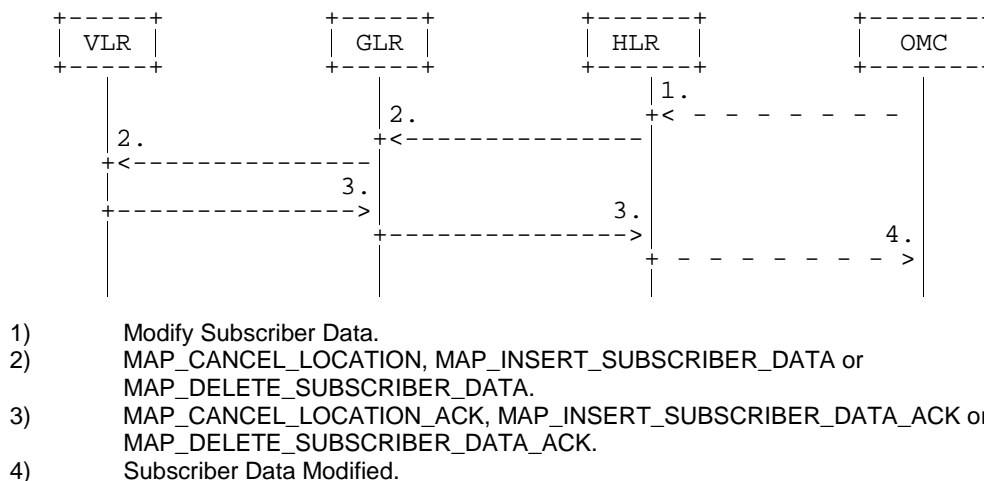 +-----+ +-----+ +------+ +-------
| VLR | | GLR | | HLR | | OMC
+-----+ +-----+ +------+ +-------
1.
2. +< - - - - - - -
2. +<---------------
+<---------------
3.
+---------------> 3.
+---------------> 4.
+ - - - - - - - >
1) Modify Subscriber Data.
2) MAP_CANCEL_LOCATION, MAP_INSERT_SUBSCRIBER_DATA or
MAP_DELETE_SUBSCRIBER_DATA.
3) MAP_CANCEL_LOCATION_ACK, MAP_INSERT_SUBSCRIBER_DATA_ACK or
MAP_DELETE_SUBSCRIBER_DATA_ACK.
4) Subscriber Data Modified.